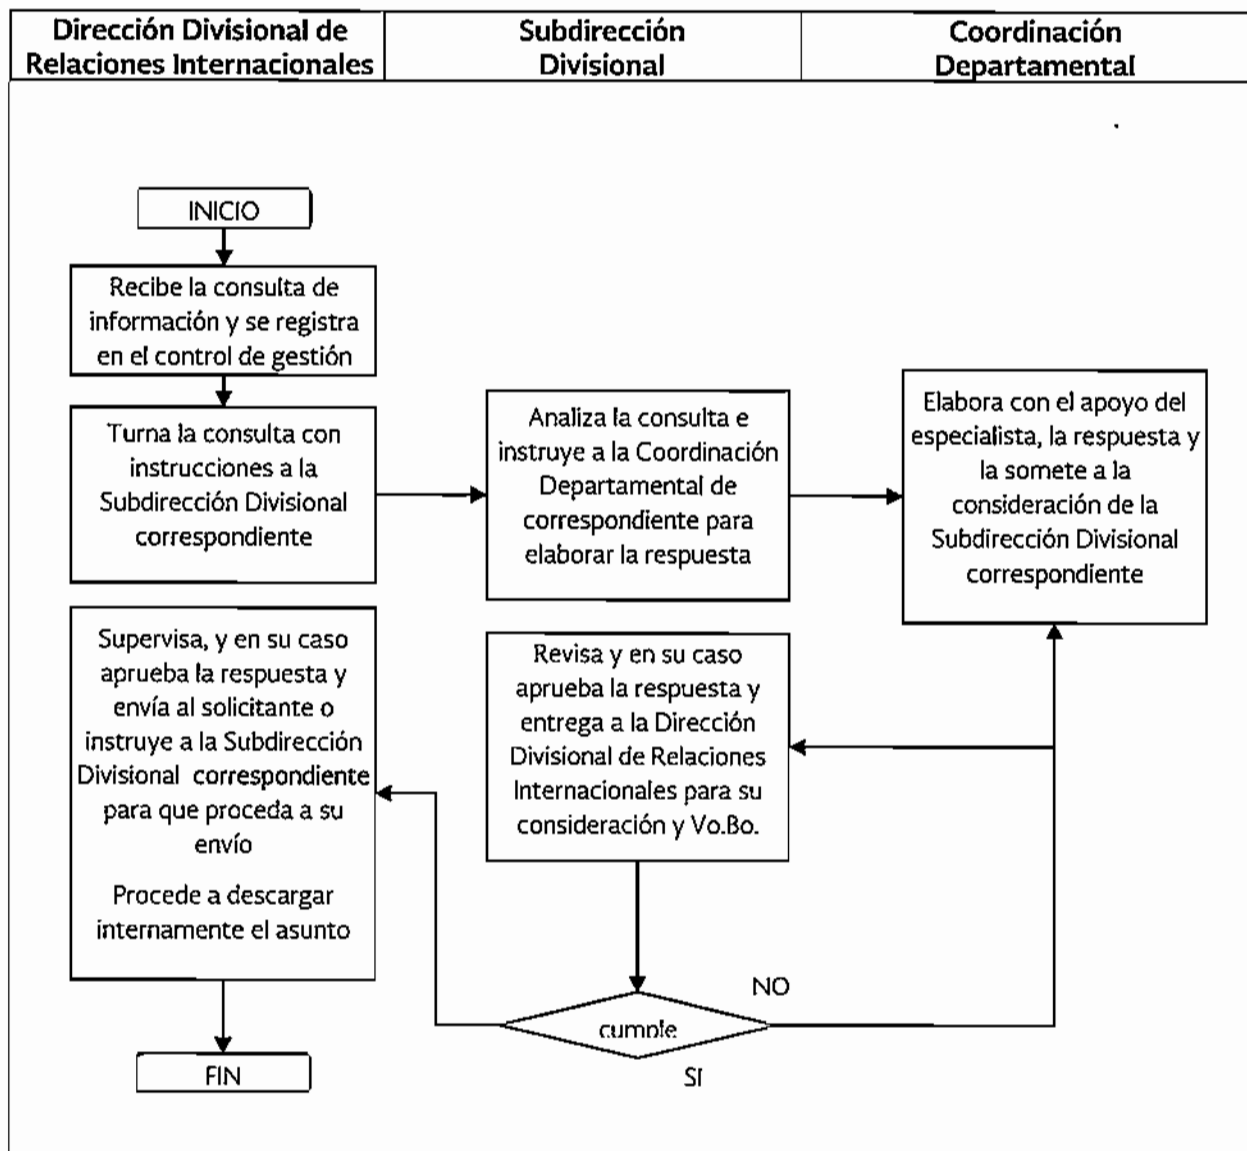 Dirección Divisional de
Relaciones Internacionales
Subdirección
Divisional
Coordinación
Departamental
INICIO
Recibe la consulta de
información y se registra
en el control de gestión
Turna la consulta con
instrucciones a la
Subdirección Divisional
correspondiente
Analiza la consulta e
instruye a la Coordinación
Departamental de
correspondiente para
elaborar la respuesta
Elabora con el apoyo del
especialista, la respuesta y
la somete a la
consideración de la
Subdirección Divisional
correspondiente
Supervisa, y en su caso
aprueba la respuesta y
envía al solicitante o
instruye a la Subdirección
Divisional correspondiente
para que proceda a su
envío
Procede a descargar
internamente el asunto
Revisa y en su caso
aprueba la respuesta y
entrega a la Dirección
Divisional de Relaciones
Internacionales para su
consideración y Vo.Bo.
NO
cumple
SI
FIN